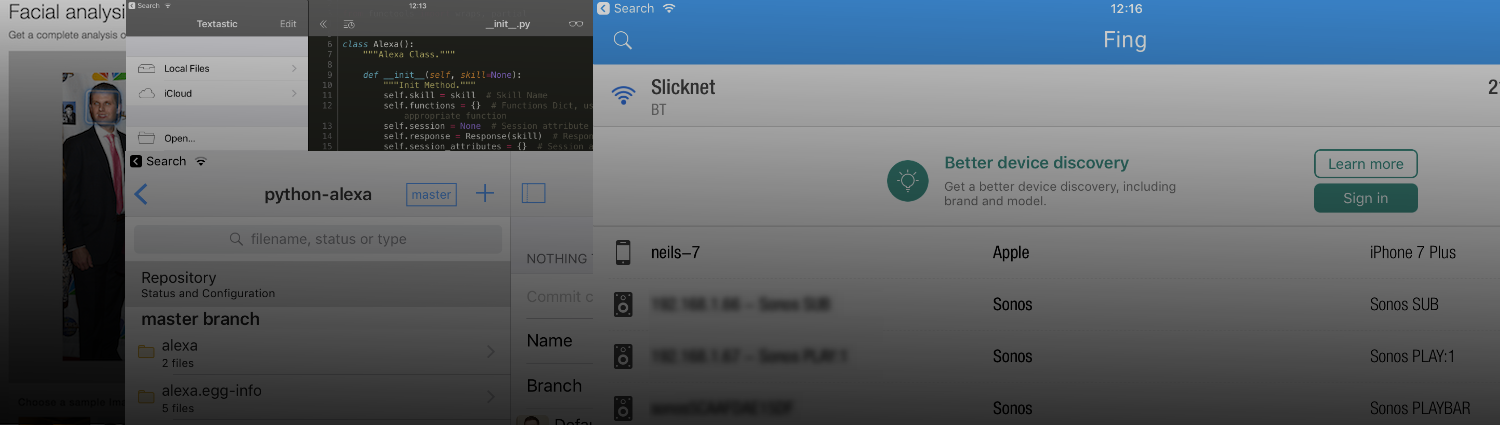 Facial analysi
Get a complete analysis o
Choose a sample ima
Search
12:13
Textastic
Edit
__init__.py
Local Files
iCloud
Open...
6 class Alexa():
7 """Alexa Class."""
8
9 def __init__(self, skill=None):
10 """Init Method."""
11 self.skill = skill # Skill Name
12 self.functions = {} # Functions Dict, us
appropriate function
13 self.session = None # Session attribute
14 self.response = Response(skill) # Respon
15 self.session_attributes = {} # Session a
Search
python-alexa
master
filename, status or type
Repository
Status and Configuration
master branch
alexa
2 files
alexa.egg-info
5 files
NOTHING
Commit c
Name
Branch
Defau
Search
12:16
Fing
Slicknet
BT
Better device discovery
Get a better device discovery, including
brand and model.
Learn more
Sign in
neils-7 Apple iPhone 7 Plus
Sonos Sonos SUB
Sonos Sonos PLAY:1
Sonos Sonos PLAYBAR